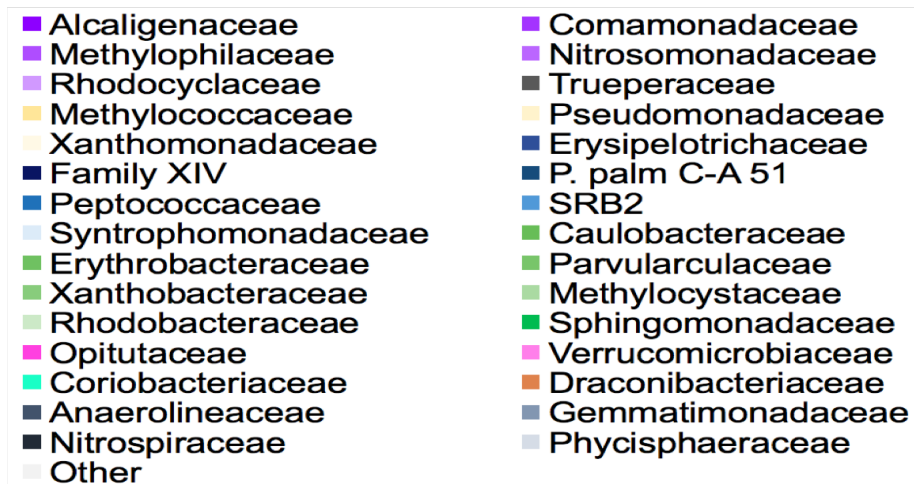 Alcaligenaceae Comamonadaceae
Methylophilaceae Nitrosomonadaceae
Rhodocyclaceae Trueperaceae
Methylococcaceae Pseudomonadaceae
Xanthomonadaceae Erysipelotrichaceae
Family XIV P. palm C-A 51
Peptococcaceae SRB2
Syntrophomonadaceae Caulobacteraceae
Erythrobacteraceae Parvularculaceae
Xanthobacteraceae Methylocystaceae
Rhodobacteraceae Sphingomonadaceae
Opitutaceae Verrucomicrobiaceae
Coriobacteriaceae Draconibacteriaceae
Anaerolineaceae Gemmatimonadaceae
Nitrospiraceae Phycisphaeraceae
Other